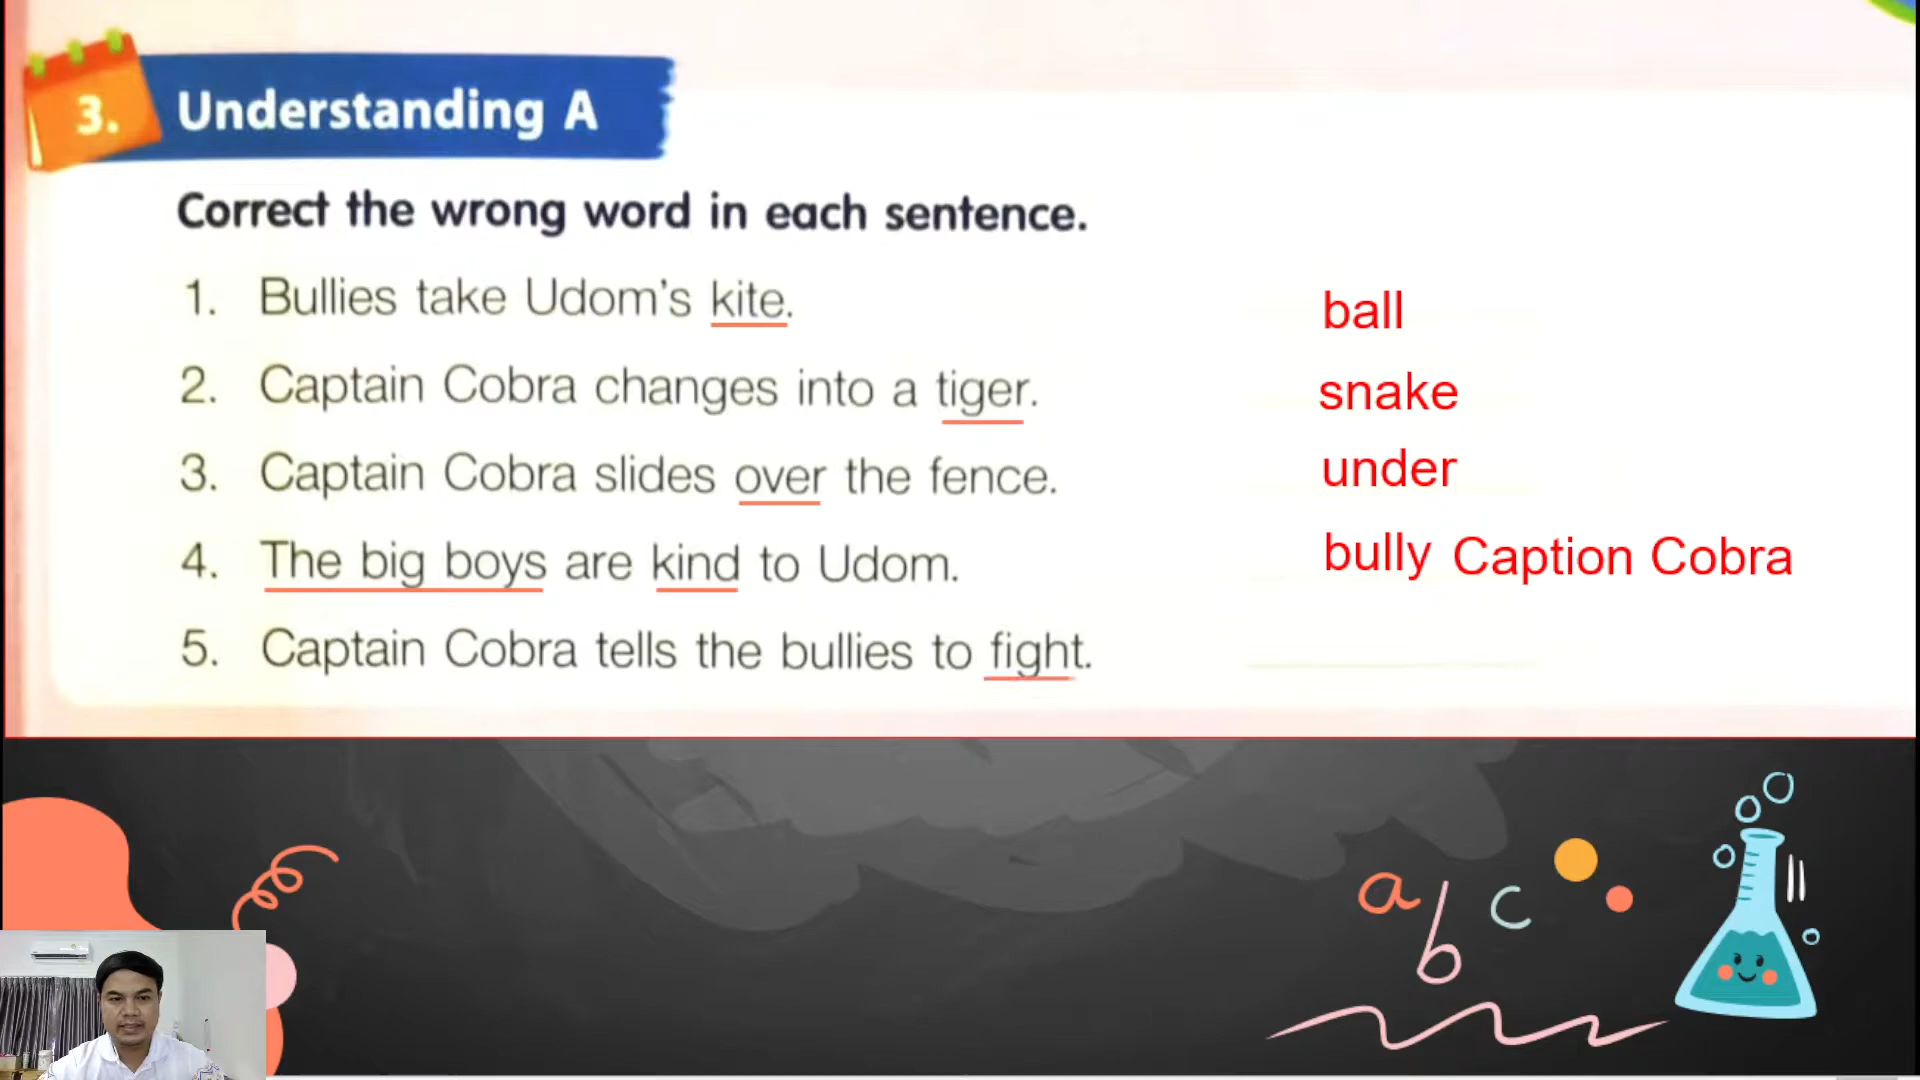 3. Understanding A
Correct the wrong word in each sentence.
1. Bullies take Udom's kite. ball
2. Captain Cobra changes into a tiger. snake
3. Captain Cobra slides over the fence. under
4. The big boys are kind to Udom. bully Caption Cobra
5. Captain Cobra tells the bullies to fight.
a b c